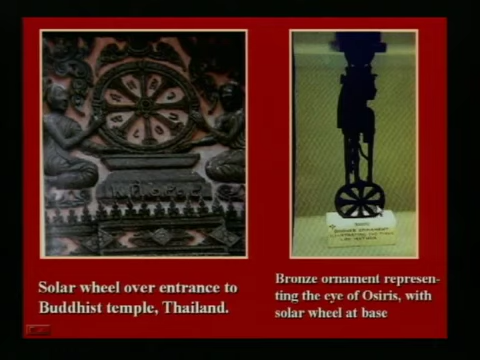 Solar wheel over entrance to
Buddhist temple, Thailand.
Bronze ornament represen-
ting the eye of Osiris, with
solar wheel at base